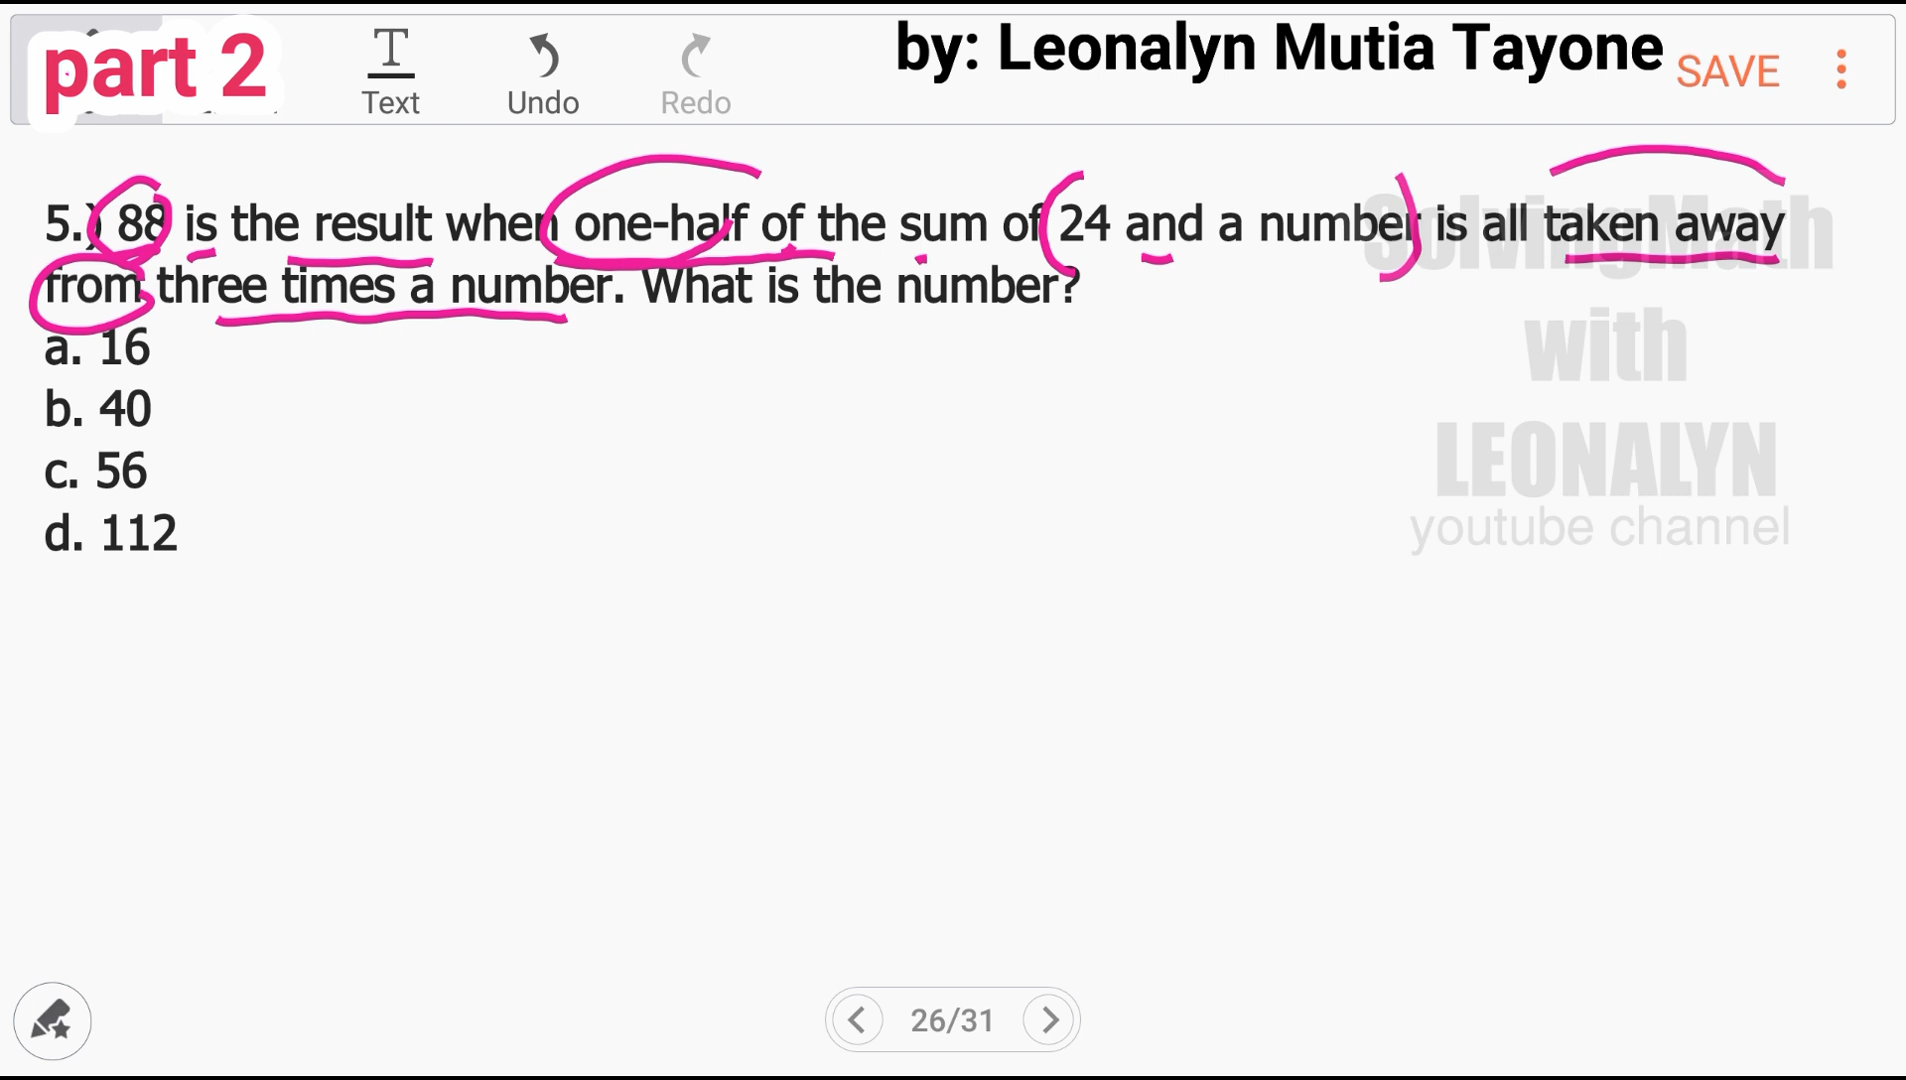 part 2
Text
Undo
Redo
by: Leonalyn Mutia Tayone
SAVE
5.) 88 is the result when one-half of the sum of 24 and a number is all taken away
from three times a number. What is the number?
a. 16
b. 40
c. 56
d. 112
SolvingMath
with
LEONALYN
youtube channel
26/31